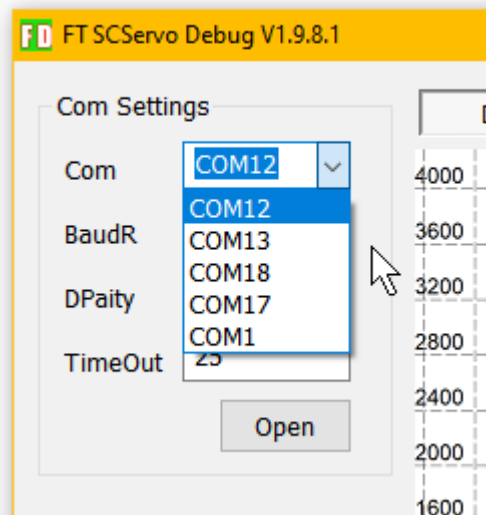 FD FT SCServo Debug V1.9.8.1
Com Settings
Com COM12
COM12
BaudR COM13
COM18
DPaity COM17
COM1
TimeOut 25
Open
D
4000
3600
3200
2800
2400
2000
1600